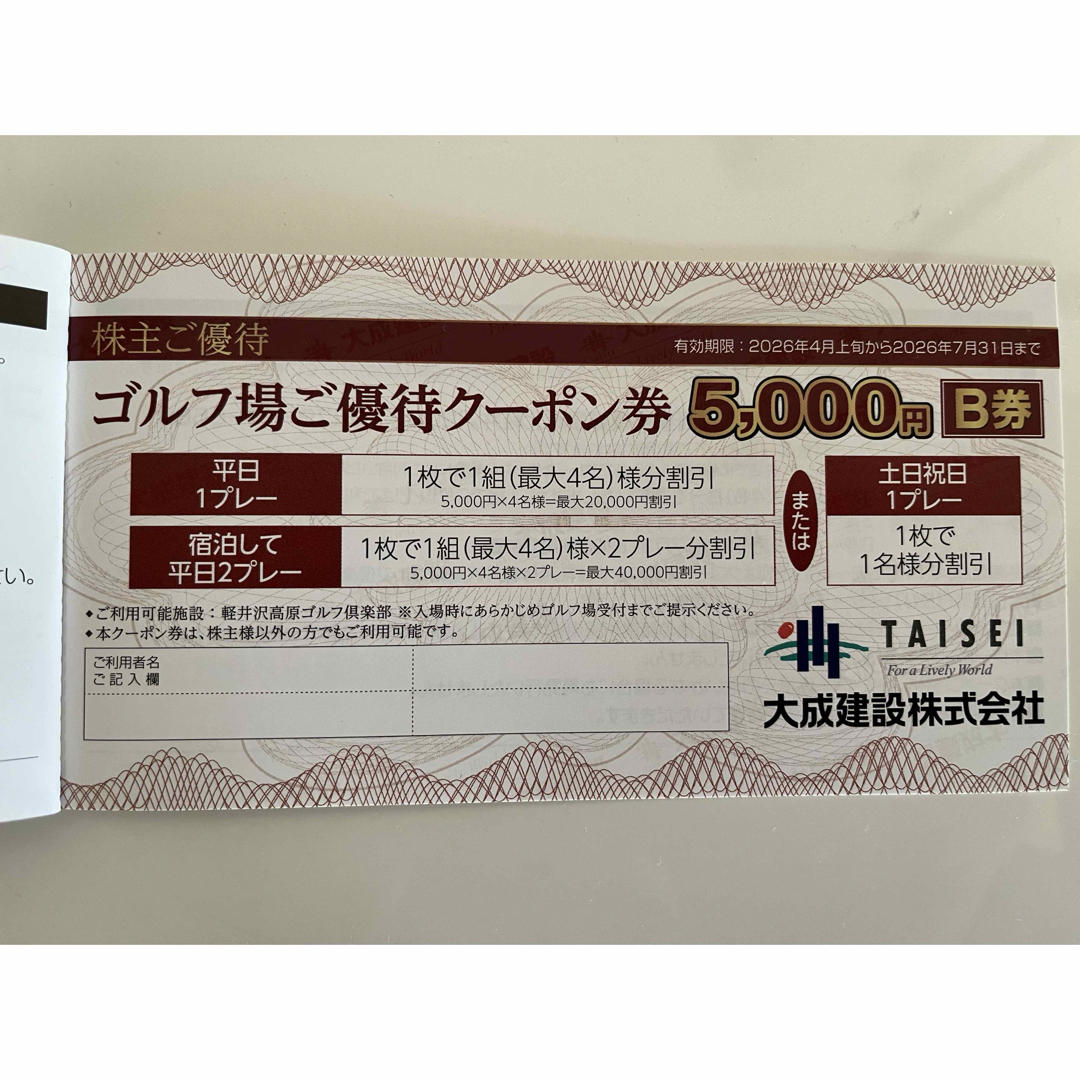 株主ご優待
有効期限：2026年4月上旬から2026年7月31日まで
ゴルフ場ご優待クーポン券 5,000円 B券
平日
1プレー
1枚で1組(最大4名)様分割引
5,000円×4名様=最大20,000円割引
宿泊して
平日2プレー
1枚で1組(最大4名)様×2プレー分割引
5,000円×4名様×2プレー=最大40,000円割引
または
土日祝日
1プレー
1枚で
1名様分割引
◆ご利用可能施設：軽井沢高原ゴルフ倶楽部 ※入場時にあらかじめゴルフ場受付までご提示ください。
◆本クーポン券は、株主様以外の方でもご利用可能です。
ご利用者名
ご記入欄
TAISEI
For a Lively World
大成建設株式会社
い。